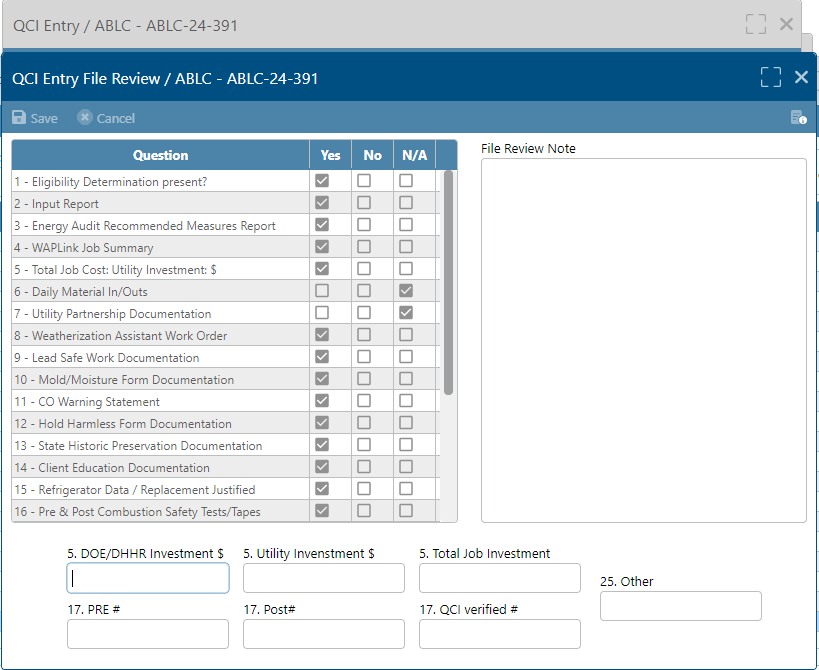 QCI Entry / ABLC - ABLC-24-391
QCI Entry File Review / ABLC - ABLC-24-391
Save Cancel
Question Yes No N/A
1 - Eligibility Determination present?
2 - Input Report
3 - Energy Audit Recommended Measures Report
4 - WAPLink Job Summary
5 - Total Job Cost: Utility Investment: $
6 - Daily Material In/Outs
7 - Utility Partnership Documentation
8 - Weatherization Assistant Work Order
9 - Lead Safe Work Documentation
10 - Mold/Moisture Form Documentation
11 - CO Warning Statement
12 - Hold Harmless Form Documentation
13 - State Historic Preservation Documentation
14 - Client Education Documentation
15 - Refrigerator Data / Replacement Justified
16 - Pre & Post Combustion Safety Tests/Tapes
File Review Note
5. DOE/DHHR Investment $ 5. Utility Invenstment $ 5. Total Job Investment
25. Other
17. PRE # 17. Post# 17. QCI verified #